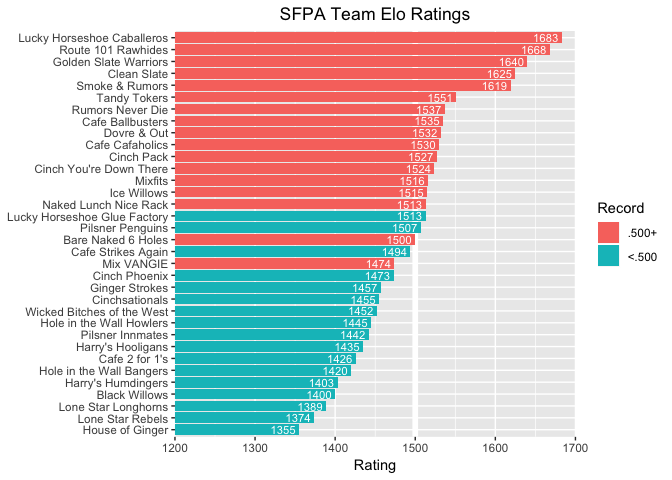 SFPA Team Elo Ratings
Lucky Horseshoe Caballeros 1683
Route 101 Rawhides 1668
Golden Slate Warriors 1640
Clean Slate 1625
Smoke & Rumors 1619
Tandy Tokers 1551
Rumors Never Die 1537
Cafe Ballbusters 1535
Dovre & Out 1532
Cafe Cafaholics 1530
Cinch Pack 1527
Cinch You're Down There 1524
Mixfits 1516
Ice Willows 1515
Naked Lunch Nice Rack 1513
Lucky Horseshoe Glue Factory 1513
Pilsner Penguins 1507
Bare Naked 6 Holes 1500
Cafe Strikes Again 1494
Mix VANGIE 1474
Cinch Phoenix 1473
Ginger Strokes 1457
Cinchsationals 1455
Wicked Bitches of the West 1452
Hole in the Wall Howlers 1445
Pilsner Innmates 1442
Harry's Hooligans 1435
Cafe 2 for 1's 1426
Hole in the Wall Bangers 1420
Harry's Humdingers 1403
Black Willows 1400
Lone Star Longhorns 1389
Lone Star Rebels 1374
House of Ginger 1355
1200 1300 1400 1500 1600 1700
Rating
Record
.500+
<.500